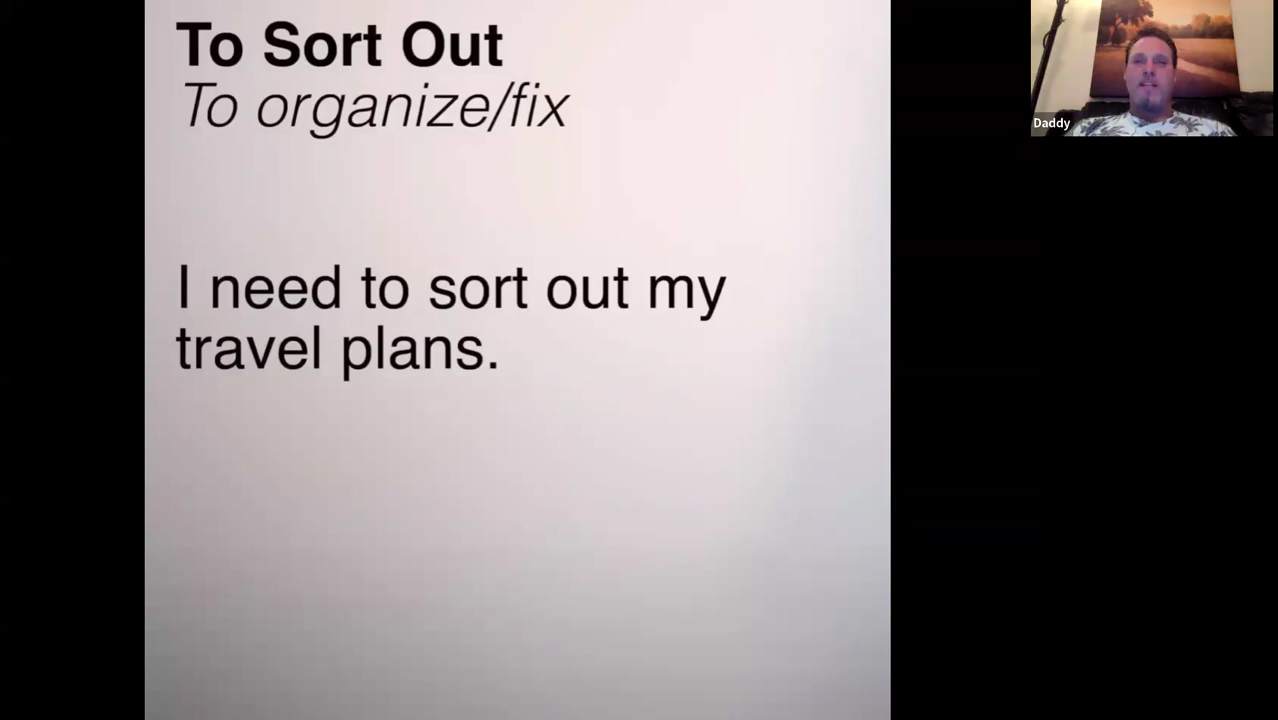 To Sort Out
To organize/fix
I need to sort out my
travel plans.
Daddy